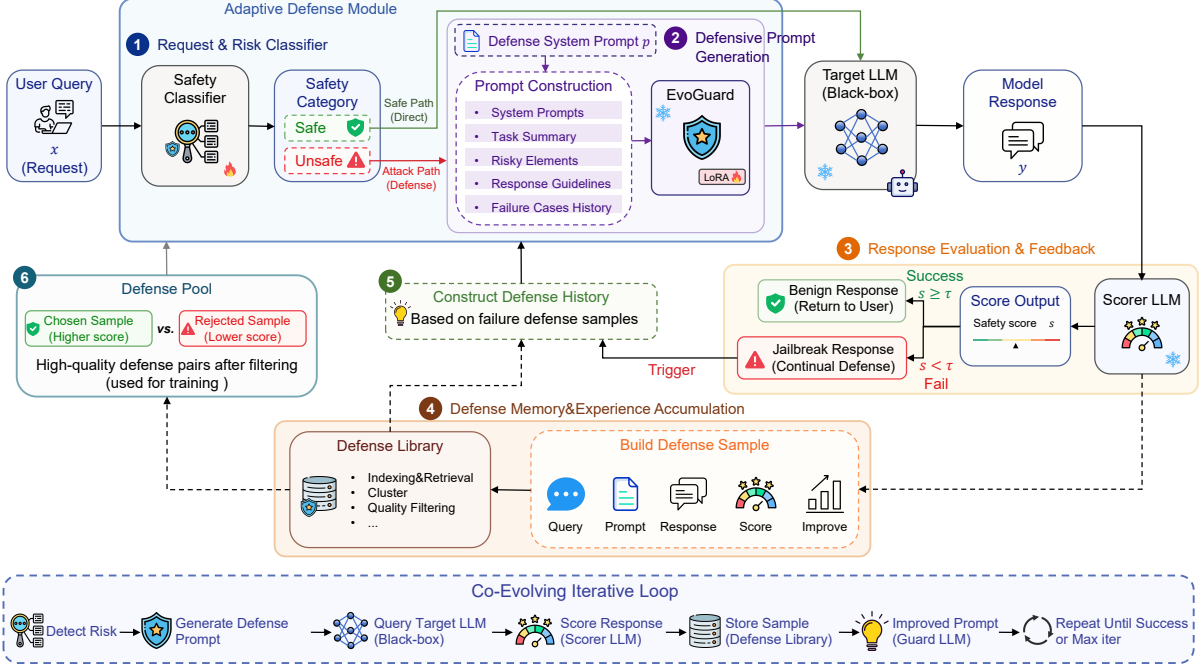 Adaptive Defense Module
1 Request & Risk Classifier
User Query
x
(Request)
Safety
Classifier
Safety
Category
Safe
Unsafe
Safe Path
(Direct)
Attack Path
(Defense)
Defense System Prompt p
2 Defensive Prompt
Generation
Prompt Construction
• System Prompts
• Task Summary
• Risky Elements
• Response Guidelines
• Failure Cases History
EvoGuard
LoRA
Target LLM
(Black-box)
Model
Response
y
3 Response Evaluation & Feedback
Success
s ≥ τ
Benign Response
(Return to User)
Jailbreak Response
(Continual Defense)
s < τ
Fail
Score Output
Safety score s
Scorer LLM
Trigger
5
Construct Defense History
Based on failure defense samples
6
Defense Pool
Chosen Sample
(Higher score)
vs.
Rejected Sample
(Lower score)
High-quality defense pairs after filtering
(used for training )
4 Defense Memory&Experience Accumulation
Defense Library
• Indexing&Retrieval
• Cluster
• Quality Filtering
• ...
Build Defense Sample
Query
Prompt
Response
Score
Improve
Co-Evolving Iterative Loop
Detect Risk
Generate Defense
Prompt
Query Target LLM
(Black-box)
Score Response
(Scorer LLM)
Store Sample
(Defense Library)
Improved Prompt
(Guard LLM)
Repeat Until Success
or Max iter